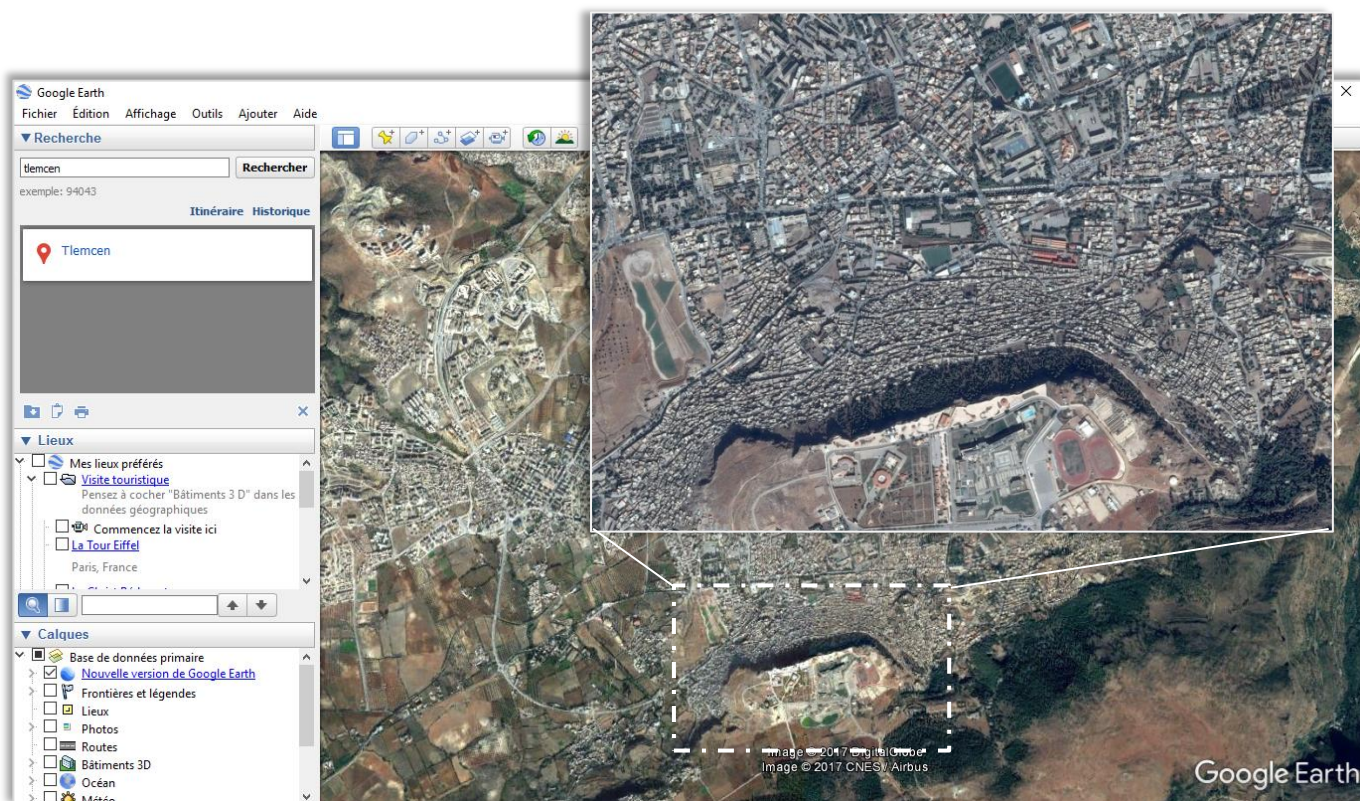 Google Earth
Fichier Édition Affichage Outils Ajouter Aide
Recherche
tlemcen
Rechercher
exemple: 94043
Itinéraire Historique
Tlemcen
Lieux
Mes lieux préférés
Visite touristique
Pensez à cocher "Bâtiments 3 D" dans les
données géographiques
Commencez la visite ici
La Tour Eiffel
Paris, France
Calques
Base de données primaire
Nouvelle version de Google Earth
Frontières et légendes
Lieux
Photos
Routes
Bâtiments 3D
Océan
Météo
Image © 2017 DigitalGlobe
Image © 2017 CNES / Airbus
Google Earth